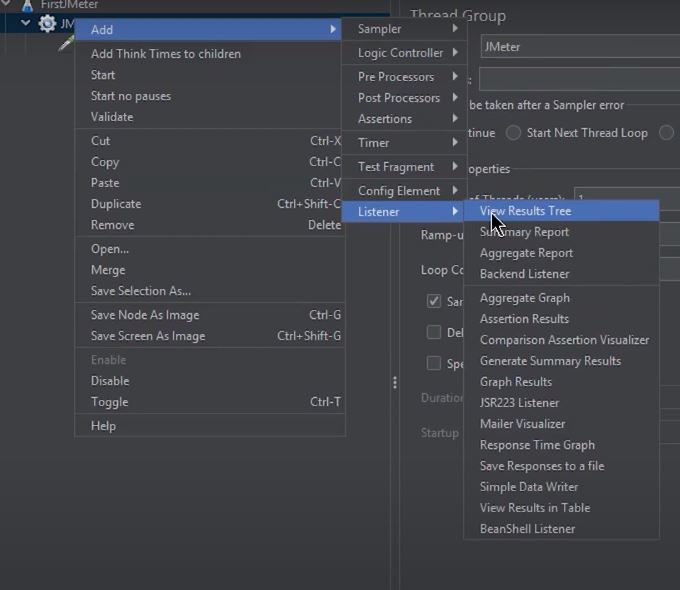 FirstJMeter
JM
Add
Add Think Times to children
Start
Start no pauses
Validate
Cut Ctrl-X
Copy Ctrl-C
Paste Ctrl-V
Duplicate Ctrl+Shift-C
Remove Delete
Open...
Merge
Save Selection As...
Save Node As Image Ctrl-G
Save Screen As Image Ctrl+Shift-G
Enable
Disable
Toggle Ctrl-T
Help
Sampler
Logic Controller
Pre Processors
Post Processors
Assertions
Timer
Test Fragment
Config Element
Listener
View Results Tree
Summary Report
Aggregate Report
Backend Listener
Aggregate Graph
Assertion Results
Comparison Assertion Visualizer
Generate Summary Results
Graph Results
JSR223 Listener
Mailer Visualizer
Response Time Graph
Save Responses to a file
Simple Data Writer
View Results in Table
BeanShell Listener
Thread Group
JMeter
be taken after a Sampler error
tinue Start Next Thread Loop
operties
of Threads (users): 1
Ramp-u
Loop Co
Sar
Del
Spe
Duration
Startup